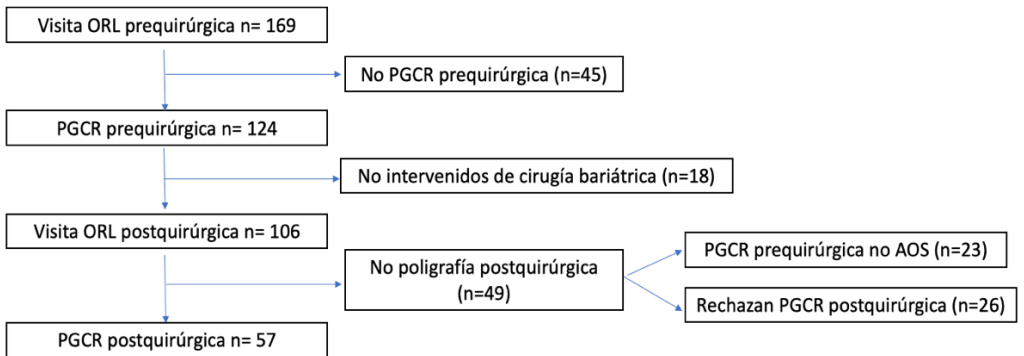 Visita ORL prequirúrgica n= 169
No PGCR prequirúrgica (n=45)
PGCR prequirúrgica n= 124
No intervenidos de cirugía bariátrica (n=18)
Visita ORL postquirúrgica n= 106
No poligrafía postquirúrgica
(n=49)
PGCR prequirúrgica no AOS (n=23)
Rechazan PGCR postquirúrgica (n=26)
PGCR postquirúrgica n= 57